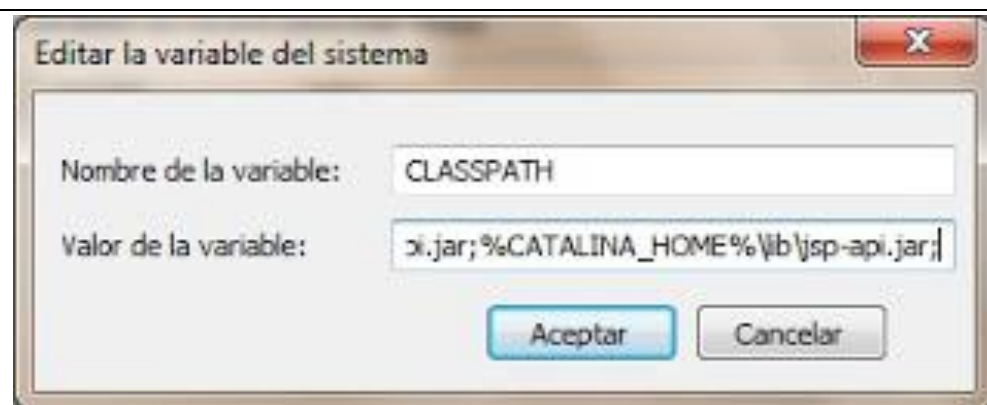 Editar la variable del sistema
Nombre de la variable: CLASSPATH
Valor de la variable: pi.jar;%CATALINA_HOME%\lib\jsp-api.jar;
Aceptar Cancelar